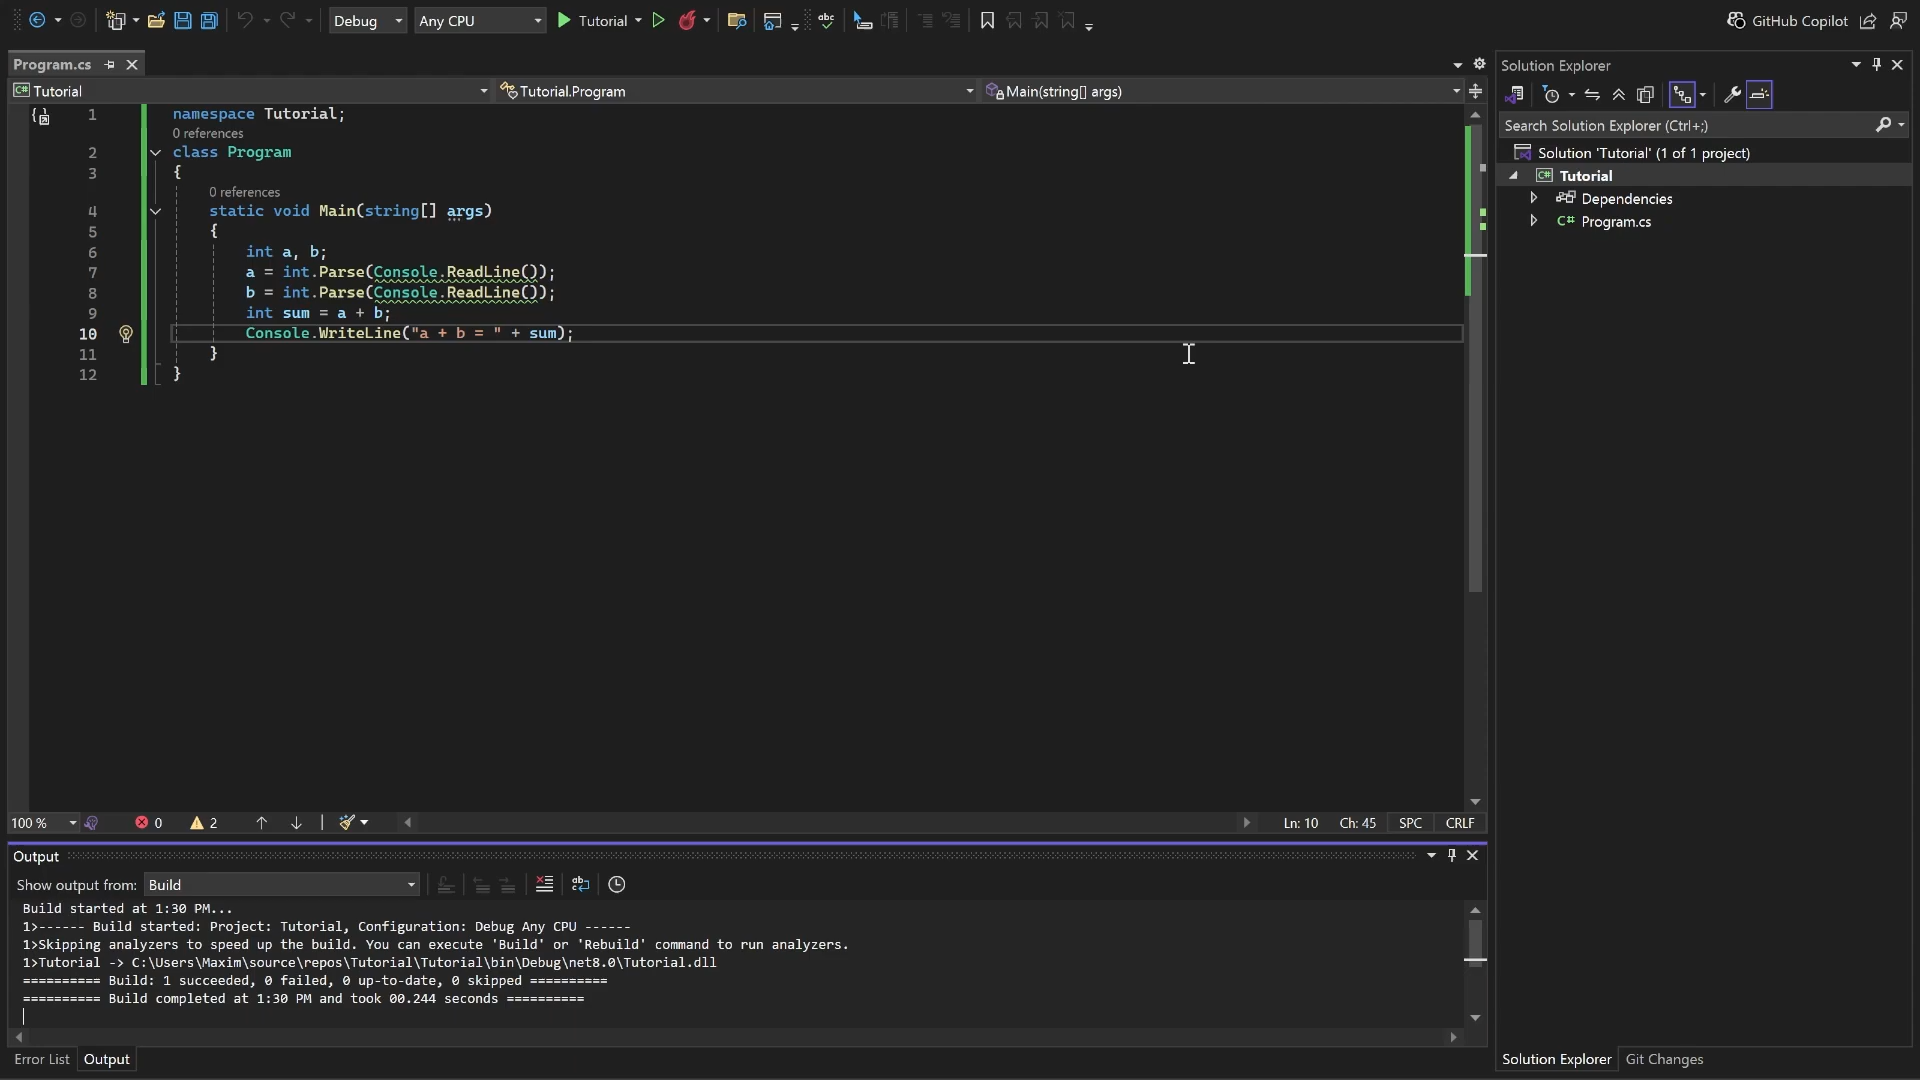 Debug
Any CPU
Tutorial
abc
GitHub Copilot
Program.cs
C# Tutorial
Tutorial.Program
Main(string[] args)
1 namespace Tutorial;
0 references
2 class Program
3 {
0 references
4 static void Main(string[] args)
5 {
6 int a, b;
7 a = int.Parse(Console.ReadLine());
8 b = int.Parse(Console.ReadLine());
9 int sum = a + b;
10 Console.WriteLine("a + b = " + sum);
11 }
12 }
100 %
0
2
Ln: 10
Ch: 45
SPC
CRLF
Output
Show output from: Build
Build started at 1:30 PM...
1>------ Build started: Project: Tutorial, Configuration: Debug Any CPU ------
1>Skipping analyzers to speed up the build. You can execute 'Build' or 'Rebuild' command to run analyzers.
1>Tutorial -> C:\Users\Maxim\source\repos\Tutorial\Tutorial\bin\Debug\net8.0\Tutorial.dll
========== Build: 1 succeeded, 0 failed, 0 up-to-date, 0 skipped ==========
========== Build completed at 1:30 PM and took 00.244 seconds ==========
Error List
Output
Solution Explorer
Search Solution Explorer (Ctrl+;)
Solution 'Tutorial' (1 of 1 project)
C# Tutorial
Dependencies
C# Program.cs
Solution Explorer
Git Changes